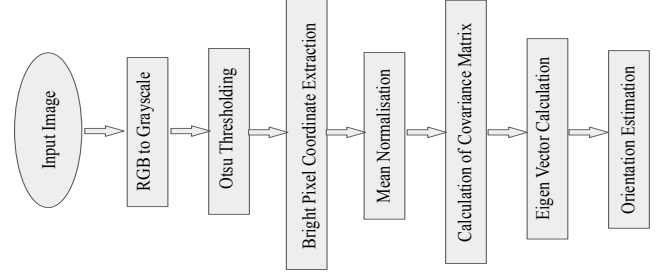 Input Image
RGB to Grayscale
Otsu Thresholding
Bright Pixel Coordinate Extraction
Mean Normalisation
Calculation of Covariance Matrix
Eigen Vector Calculation
Orientation Estimation